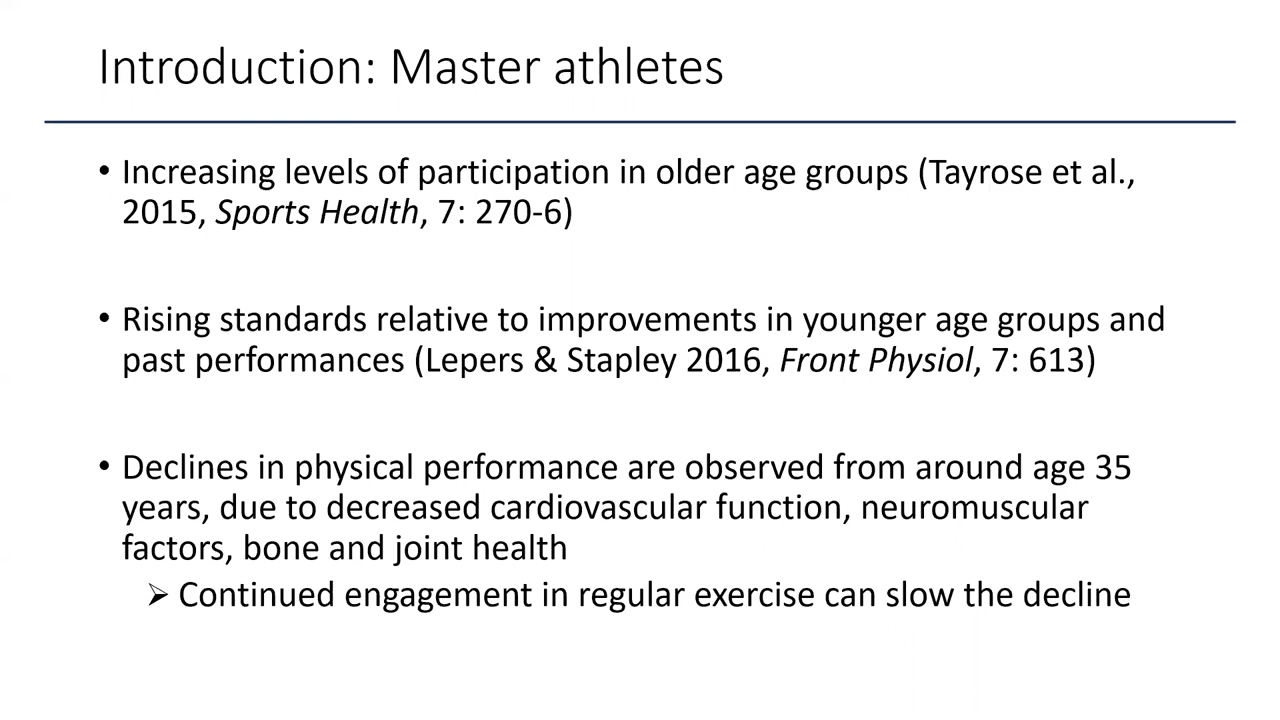 Introduction: Master athletes
• Increasing levels of participation in older age groups (Tayrose et al.,
2015, Sports Health, 7: 270-6)
• Rising standards relative to improvements in younger age groups and
past performances (Lepers & Stapley 2016, Front Physiol, 7: 613)
• Declines in physical performance are observed from around age 35
years, due to decreased cardiovascular function, neuromuscular
factors, bone and joint health
➢ Continued engagement in regular exercise can slow the decline